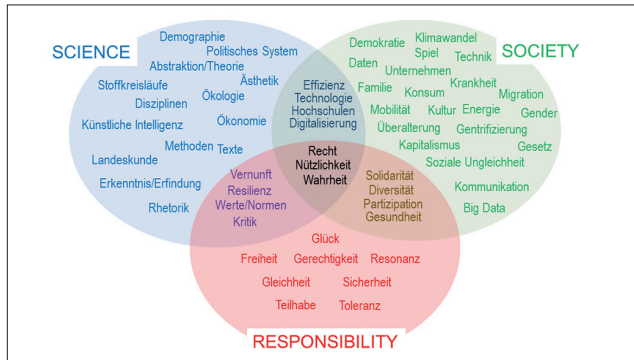 SCIENCE
Demographie
Politisches System
Abstraktion/Theorie
Ästhetik
Stoffkreisläufe
Ökologie
Disziplinen
Künstliche Intelligenz
Ökonomie
Methoden
Texte
Landeskunde
Erkenntnis/Erfindung
Rhetorik
Effizienz
Technologie
Hochschulen
Digitalisierung
SOCIETY
Demokratie
Klimawandel
Spiel
Technik
Daten
Unternehmen
Familie
Konsum
Krankheit
Migration
Mobilität
Kultur
Energie
Gender
Überalterung
Gentrifizierung
Kapitalismus
Gesetz
Soziale Ungleichheit
Kommunikation
Big Data
Recht
Nützlichkeit
Wahrheit
Vernunft
Resilienz
Werte/Normen
Kritik
Solidarität
Diversität
Partizipation
Gesundheit
Glück
Freiheit
Gerechtigkeit
Resonanz
Gleichheit
Sicherheit
Teilhabe
Toleranz
RESPONSIBILITY